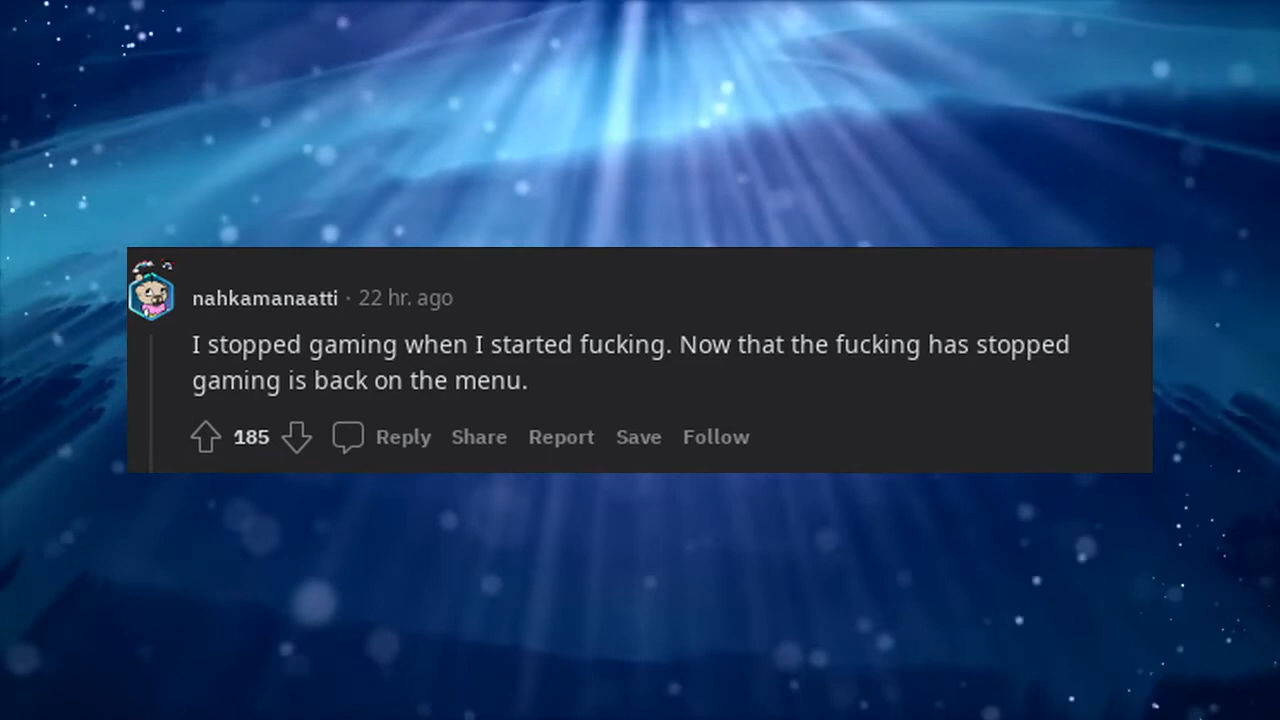 nahkamanaatti · 22 hr. ago
I stopped gaming when I started fucking. Now that the fucking has stopped
gaming is back on the menu.
185 Reply Share Report Save Follow